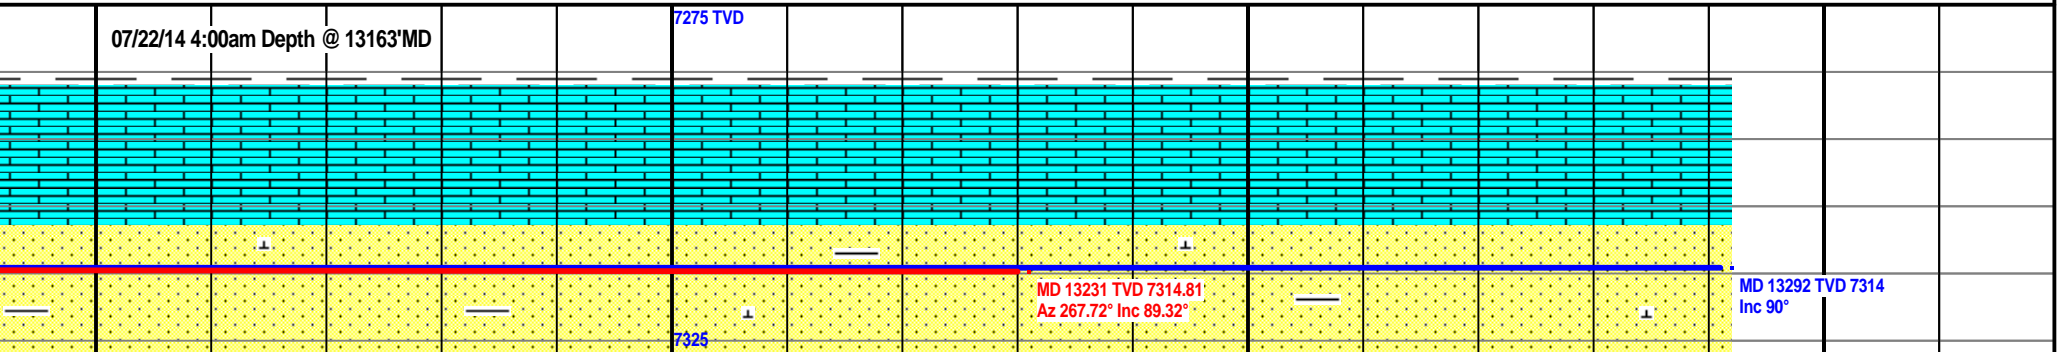 7275 TVD
07/22/14 4:00am Depth @ 13163'MD
MD 13231 TVD 7314.81
Az 267.72° Inc 89.32°
MD 13292 TVD 7314
Inc 90°
7325